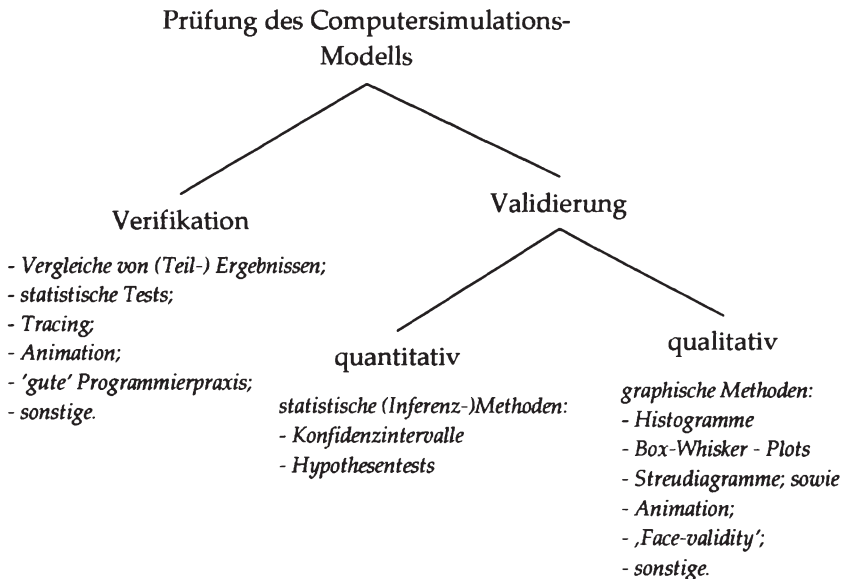 Prüfung des Computersimulations-
Modells
Verifikation
- Vergleiche von (Teil-) Ergebnissen;
- statistische Tests;
- Tracing;
- Animation;
- 'gute' Programmierpraxis;
- sonstige.
Validierung
quantitativ
statistische (Inferenz-)Methoden:
- Konfidenzintervalle
- Hypothesentests
qualitativ
graphische Methoden:
- Histogramme
- Box-Whisker - Plots
- Streudiagramme; sowie
- Animation;
- ‚Face-validity';
- sonstige.